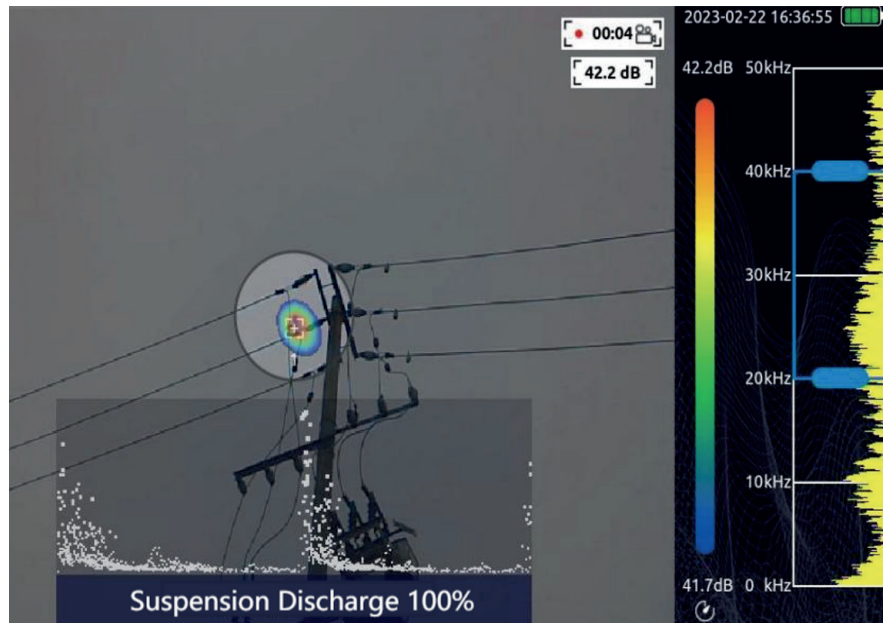 00:04
42.2 dB
2023-02-22 16:36:55
42.2dB
50kHz
40kHz
30kHz
20kHz
10kHz
41.7dB
0 kHz
Suspension Discharge 100%